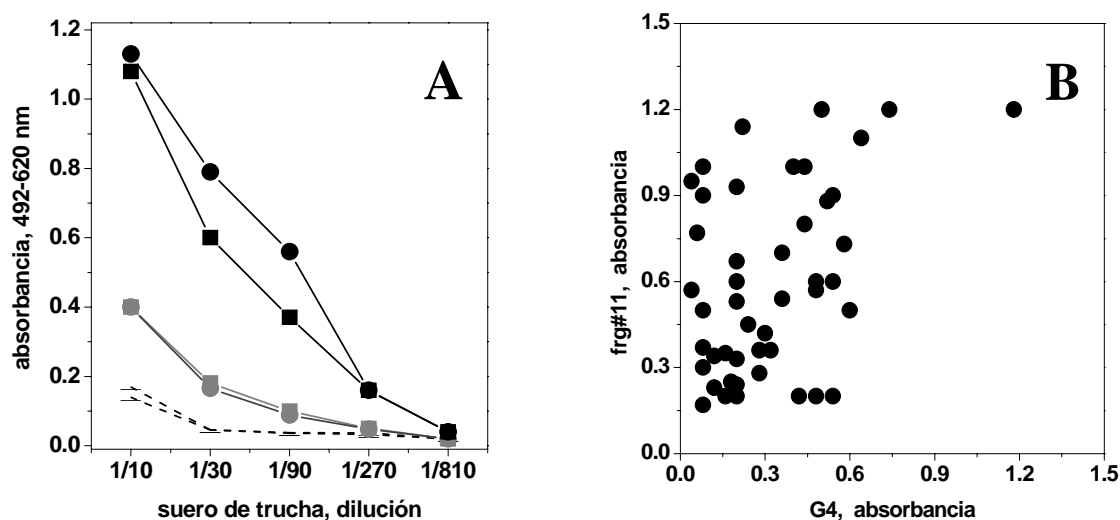 A
absorbancia, 492-620 nm
1.2
1.0
0.8
0.6
0.4
0.2
0.0
1/10 1/30 1/90 1/270 1/810
suero de trucha, dilución
B
frg#11, absorbancia
1.5
1.2
0.9
0.6
0.3
0.0
0.0 0.3 0.6 0.9 1.2 1.5
G4, absorbancia